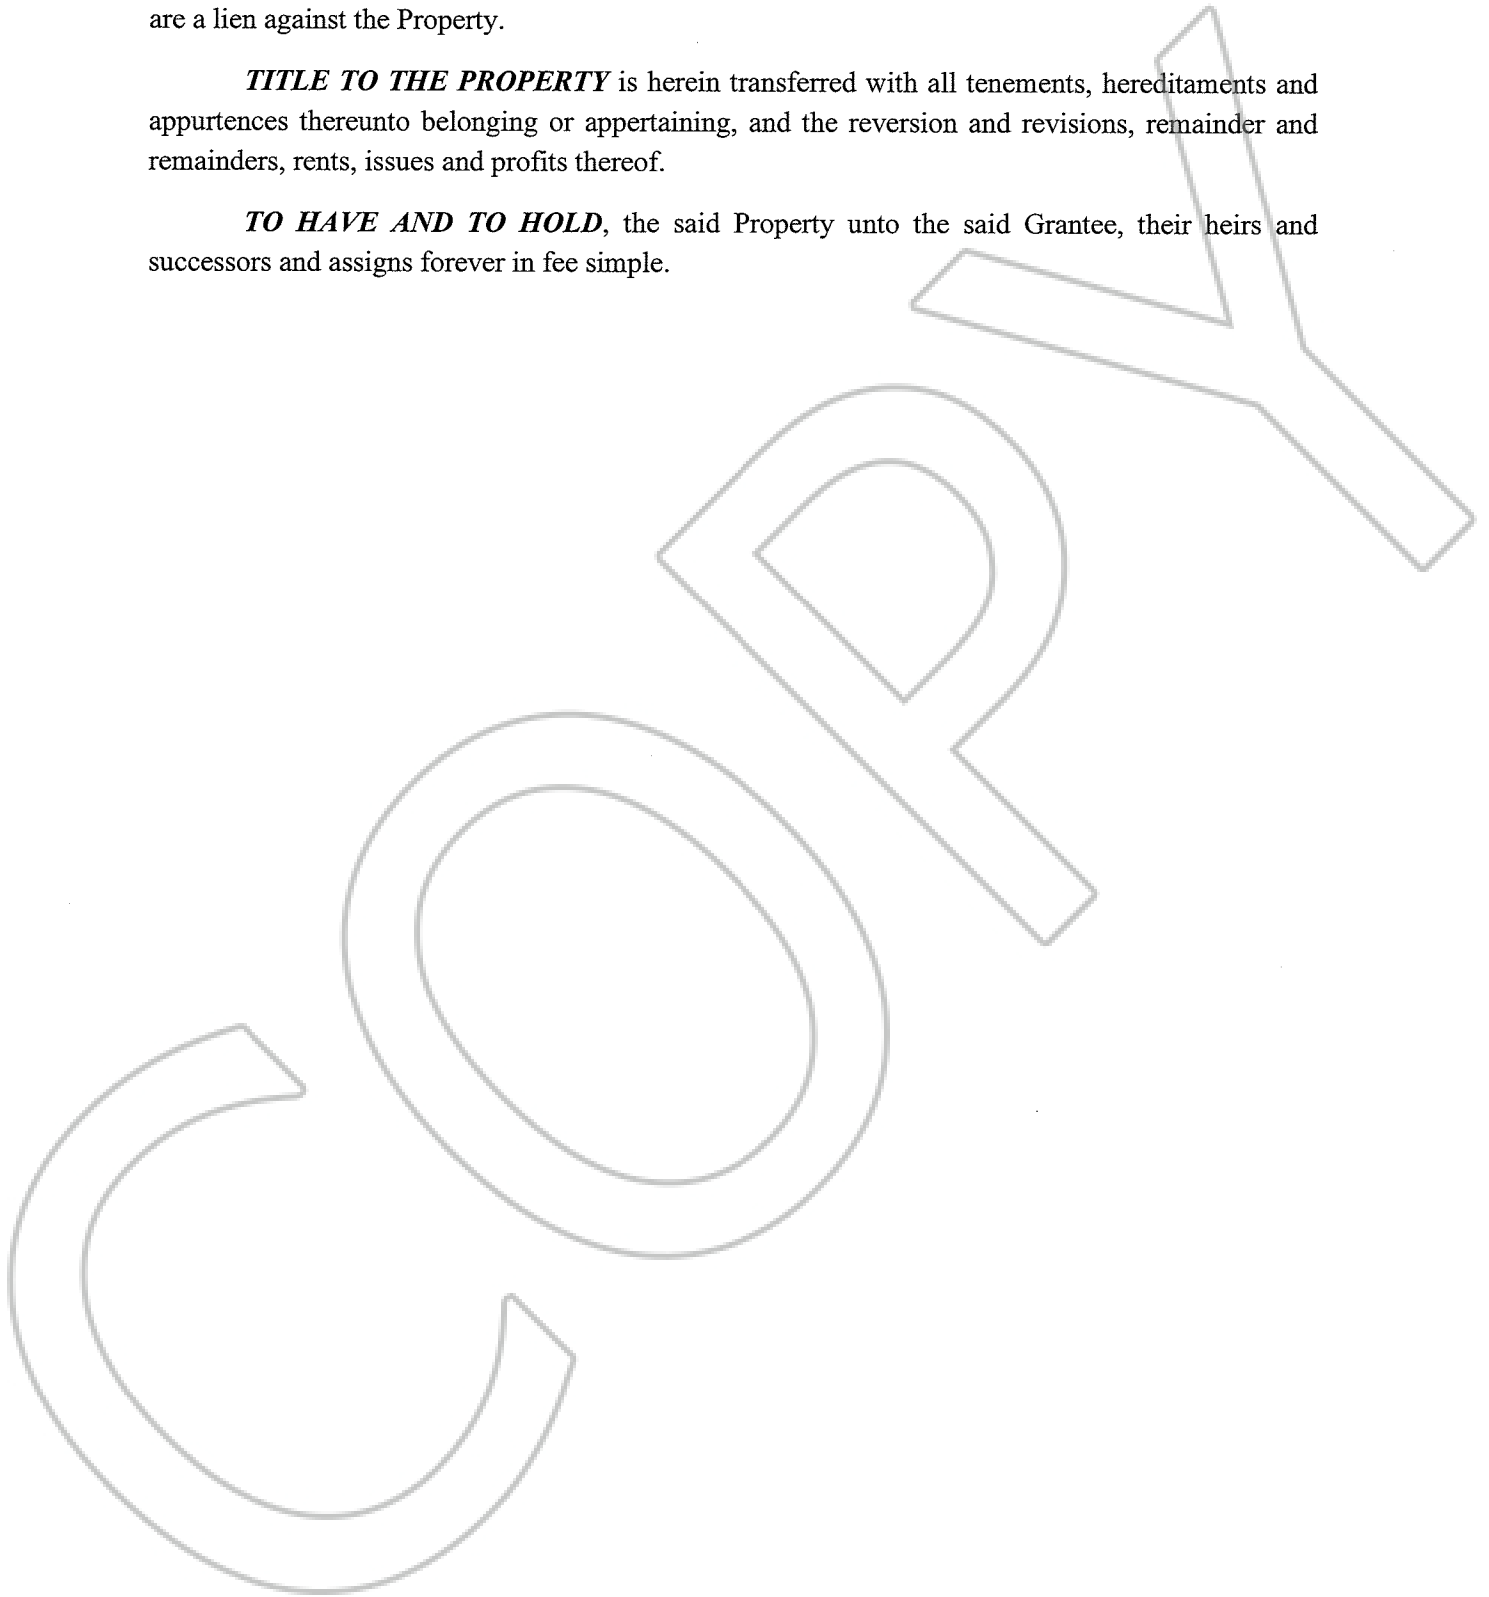 are a lien against the Property.
TITLE TO THE PROPERTY is herein transferred with all tenements, hereditaments and
appurtences thereunto belonging or appertaining, and the reversion and revisions, remainder and
remainders, rents, issues and profits thereof.
TO HAVE AND TO HOLD, the said Property unto the said Grantee, their heirs and
successors and assigns forever in fee simple.
COPY